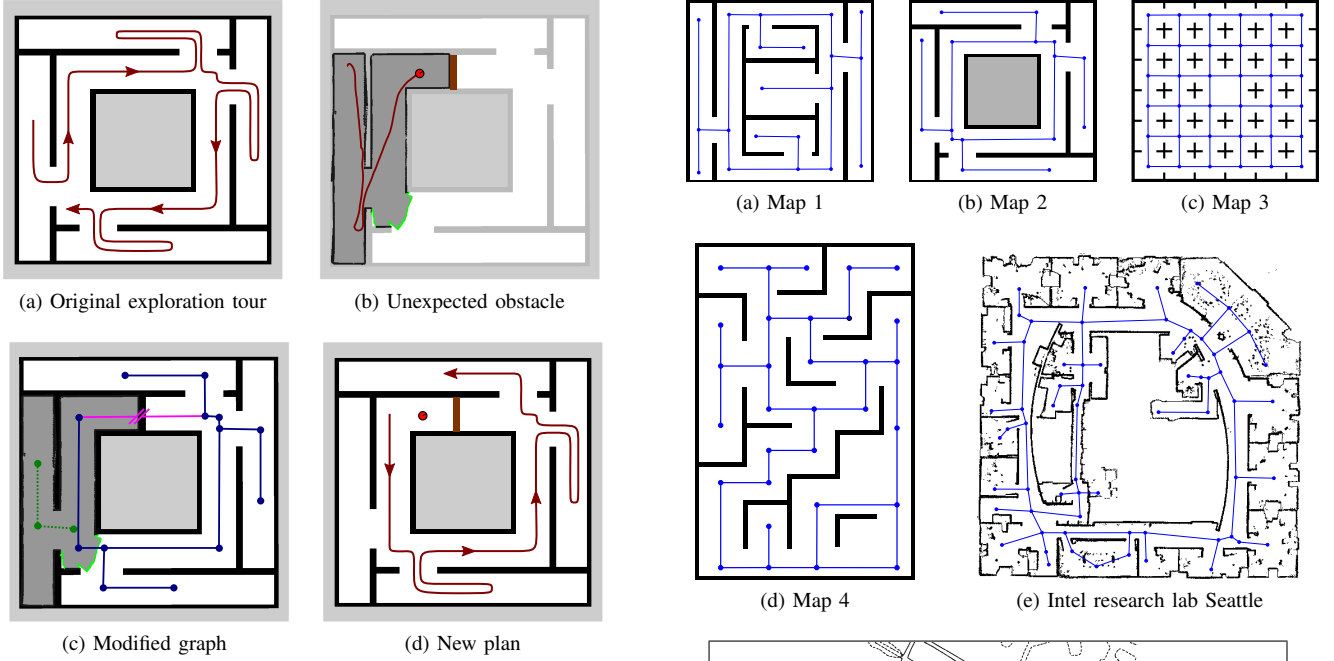 (a) Original exploration tour
(b) Unexpected obstacle
(c) Modified graph
(d) New plan
(a) Map 1
(b) Map 2
(c) Map 3
(d) Map 4
(e) Intel research lab Seattle